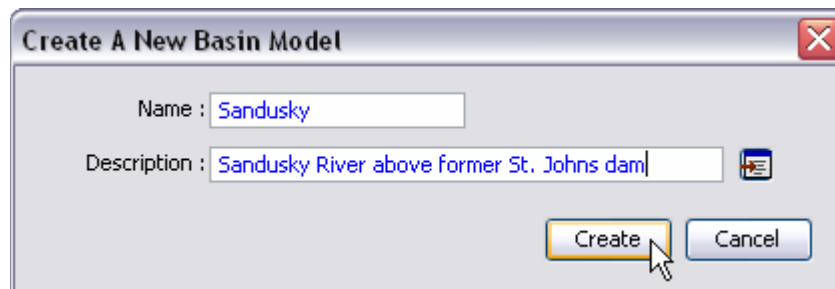 Create A New Basin Model
Name : Sandusky
Description : Sandusky River above former St. Johns dam
Create Cancel